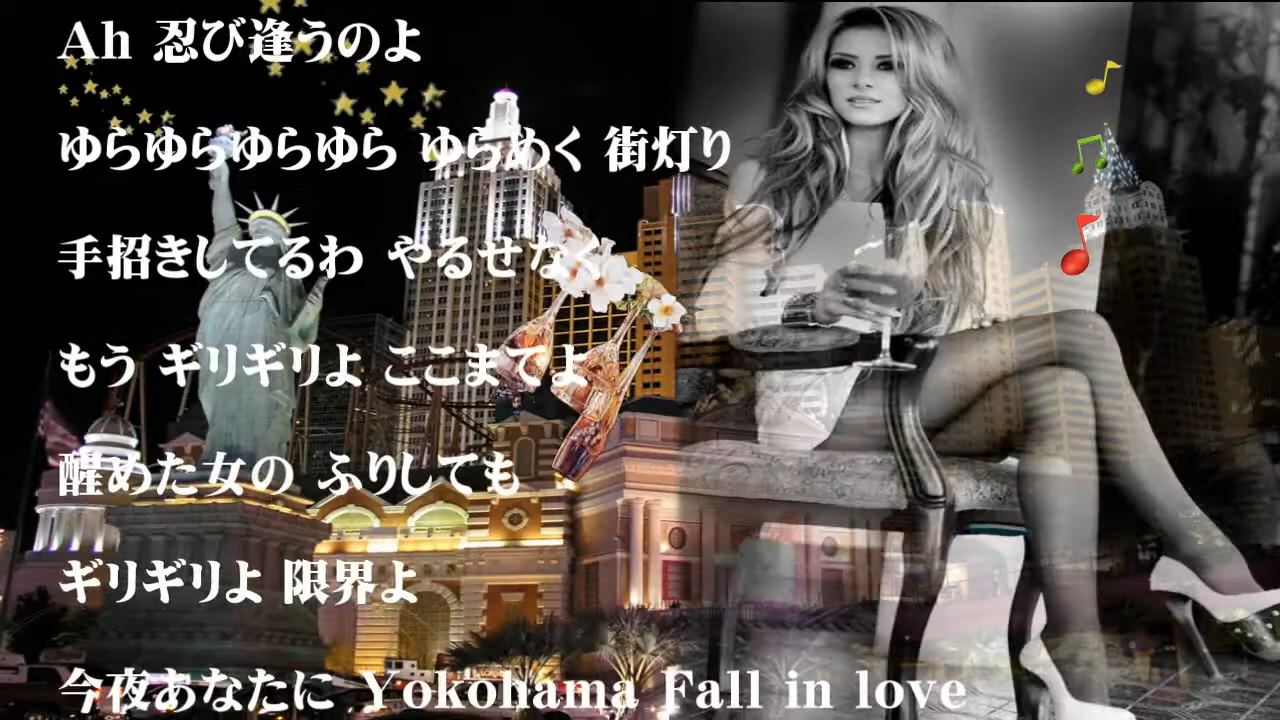 Ah 忍び逢うのよ
ゆらゆらゆらゆら ゆらめく 街灯り
手招きしてるわ やるせなく
もう ギリギリよ ここまでよ
醒めた女の ふりしても
ギリギリよ 限界よ
今夜あなたに Yokohama Fall in love